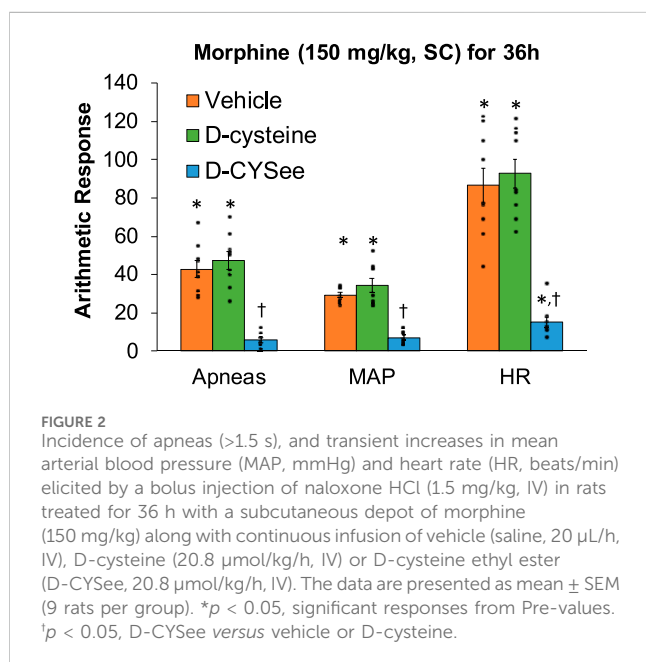 Morphine (150 mg/kg, SC) for 36h
Arithmetic Response
140
120
100
80
60
40
20
0
Vehicle
D-cysteine
D-CYSee
* *
†
* *
†
* *
*,†
Apneas MAP HR
FIGURE 2
Incidence of apneas (>1.5 s), and transient increases in mean
arterial blood pressure (MAP, mmHg) and heart rate (HR, beats/min)
elicited by a bolus injection of naloxone HCl (1.5 mg/kg, IV) in rats
treated for 36 h with a subcutaneous depot of morphine
(150 mg/kg) along with continuous infusion of vehicle (saline, 20 μL/h,
IV), D-cysteine (20.8 μmol/kg/h, IV) or D-cysteine ethyl ester
(D-CYSee, 20.8 μmol/kg/h, IV). The data are presented as mean ± SEM
(9 rats per group). *p < 0.05, significant responses from Pre-values.
†p < 0.05, D-CYSee versus vehicle or D-cysteine.